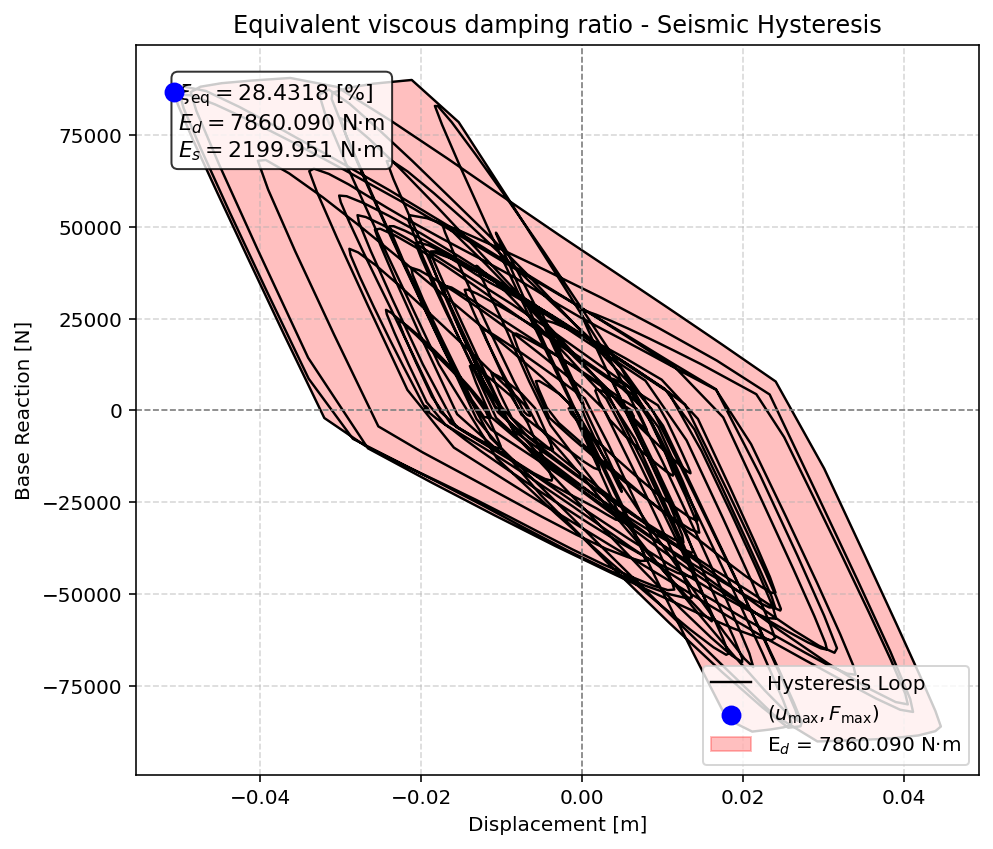 Equivalent viscous damping ratio - Seismic Hysteresis
ξeq = 28.4318 [%]
Ed = 7860.090 N·m
Es = 2199.951 N·m
75000
50000
25000
0
−25000
−50000
−75000
Base Reaction [N]
Hysteresis Loop
(umax, Fmax)
Ed = 7860.090 N·m
−0.04
−0.02
0.00
0.02
0.04
Displacement [m]